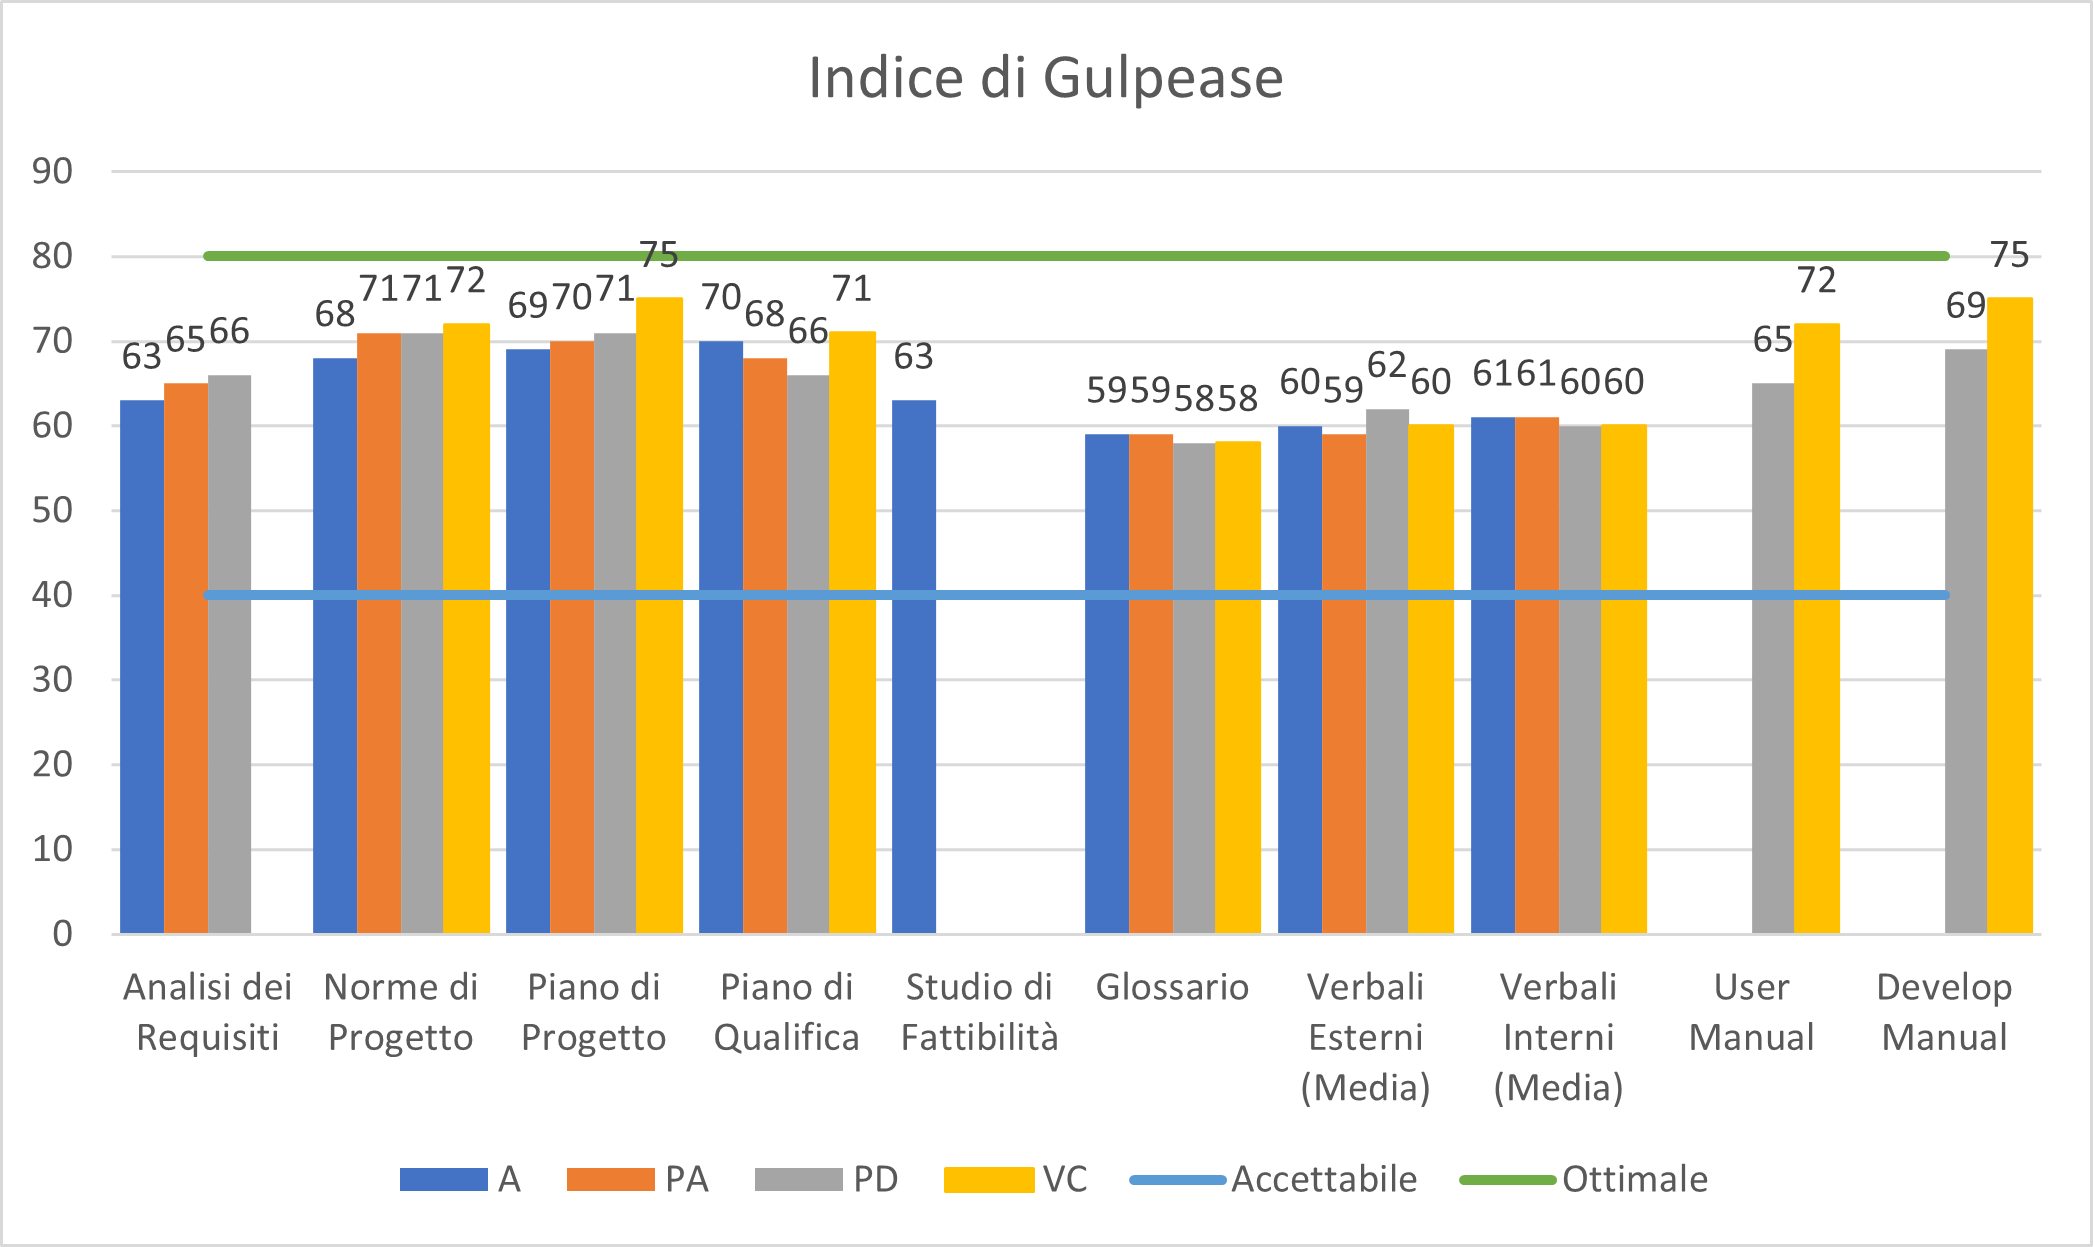 Indice di Gulpease
90
80
70
60
50
40
30
20
10
0
63 65 66
68 71 71 72
69 70 71 75
70 68 66 71
63
59 59 58 58
60 59 62 60
61 61 60 60
65 72
69 75
Analisi dei
Requisiti
Norme di
Progetto
Piano di
Progetto
Piano di
Qualifica
Studio di
Fattibilità
Glossario
Verbali
Esterni
(Media)
Verbali
Interni
(Media)
User
Manual
Develop
Manual
A PA PD VC Accettabile Ottimale